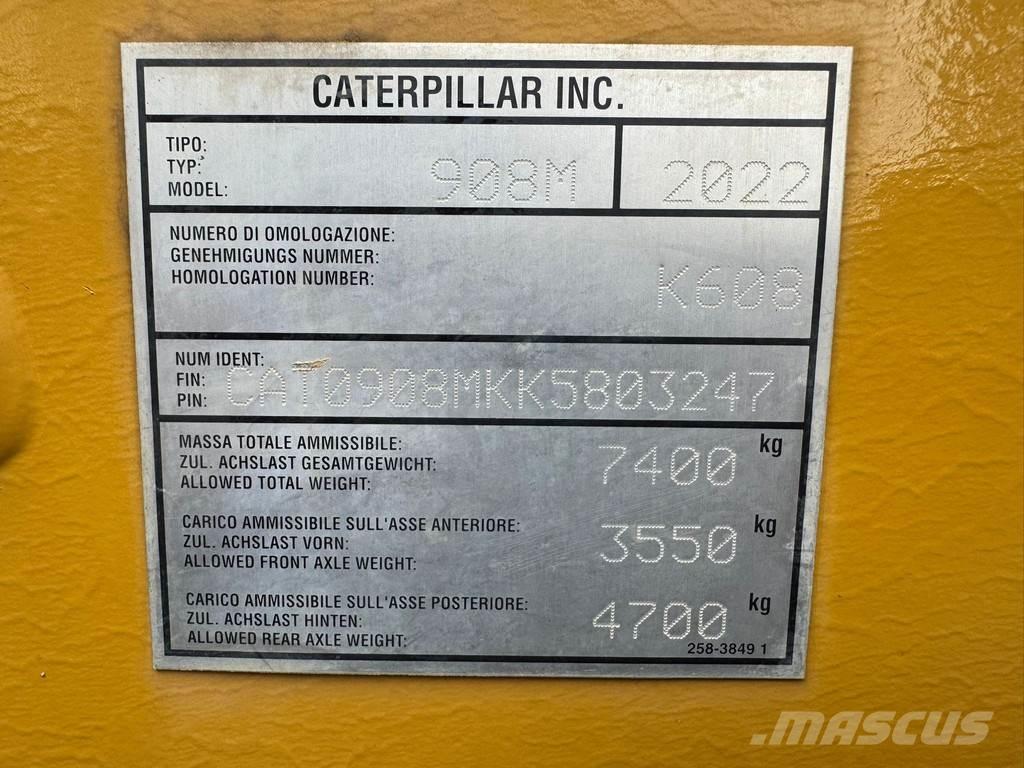 CATERPILLAR INC.
TIPO:
TYP:
MODEL: 908M 2022
NUMERO DI OMOLOGAZIONE:
GENEHMIGUNGS NUMMER:
HOMOLOGATION NUMBER: K608
NUM IDENT:
FIN: CAT0908MKK5803247
PIN:
MASSA TOTALE AMMISSIBILE:
ZUL. ACHSLAST GESAMTGEWICHT: 7400 kg
ALLOWED TOTAL WEIGHT:
CARICO AMMISSIBILE SULL'ASSE ANTERIORE:
ZUL. ACHSLAST VORN: 3550 kg
ALLOWED FRONT AXLE WEIGHT:
CARICO AMMISSIBILE SULL'ASSE POSTERIORE:
ZUL. ACHSLAST HINTEN: 4700 kg
ALLOWED REAR AXLE WEIGHT:
258-3849 1
MASCUS